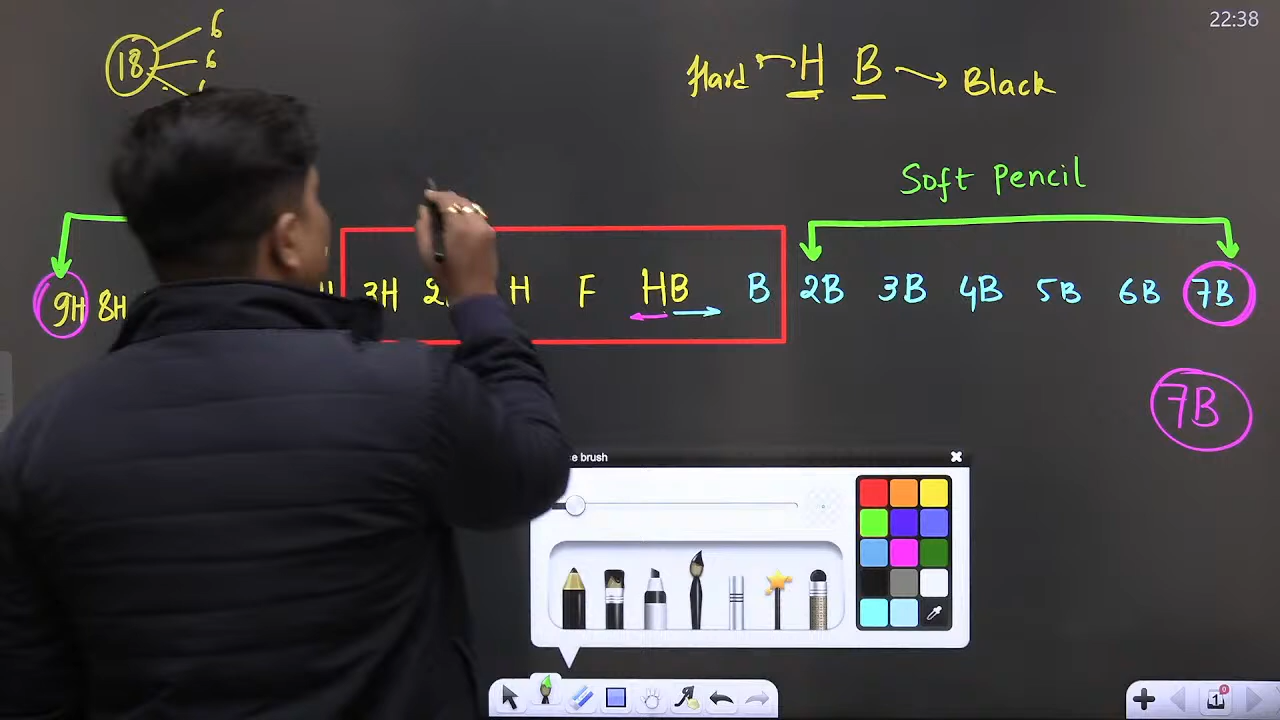 22:38
18 6
6
Hard H B Black
Soft Pencil
9H 8H 3H H F HB B 2B 3B 4B 5B 6B 7B
7B
brush